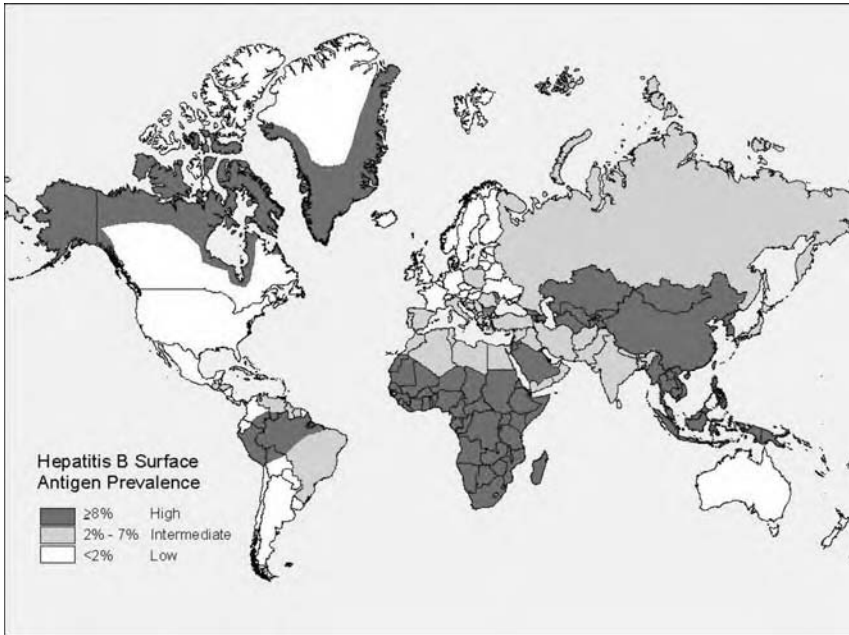 Hepatitis B Surface
Antigen Prevalence
≥8% High
2% - 7% Intermediate
<2% Low